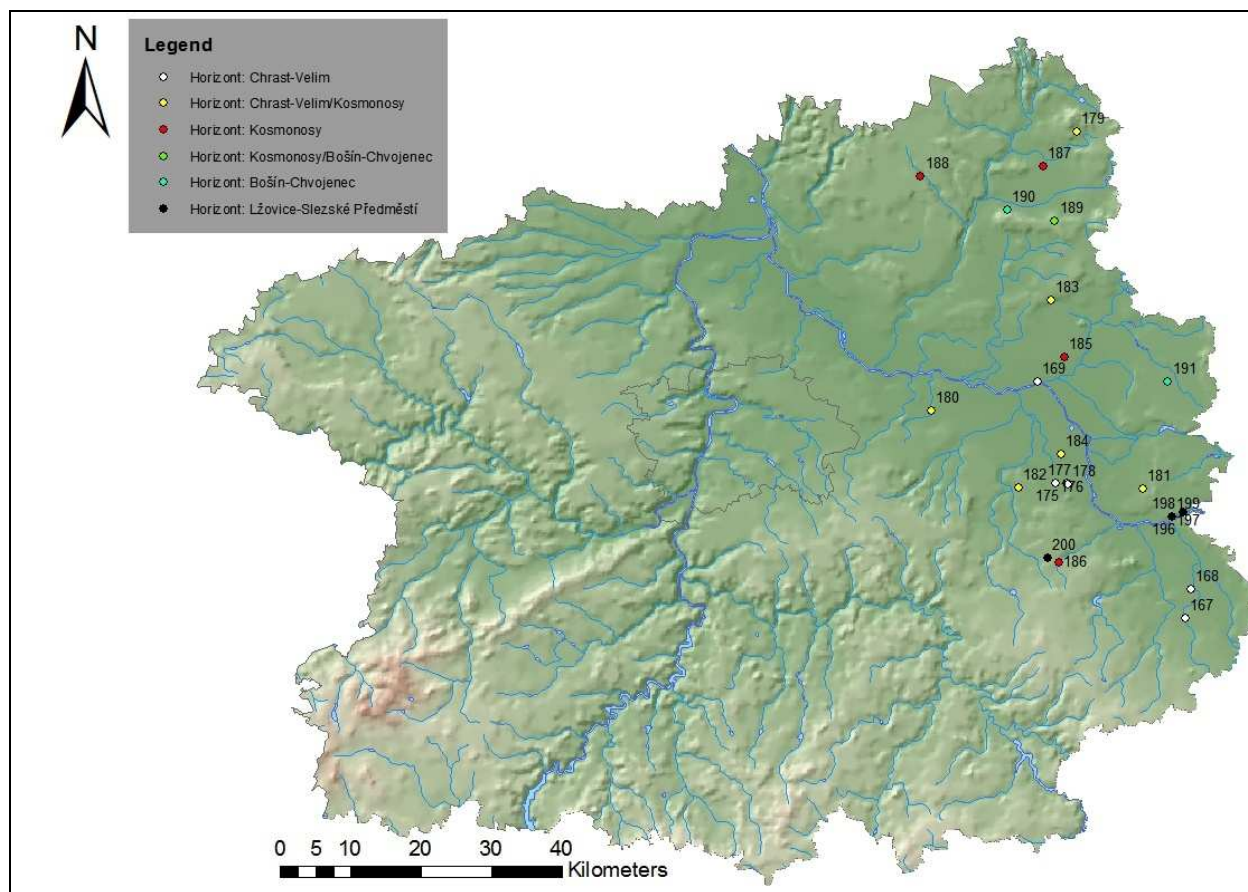 N
Legend
Horizont: Chrast-Velim
Horizont: Chrast-Velim/Kosmonosy
Horizont: Kosmonosy
Horizont: Kosmonosy/Bošín-Chvojenec
Horizont: Bošín-Chvojenec
Horizont: Lžovice-Slezské Předměstí
179
187
188
190
189
183
185
169
191
180
184
177 178
182
175 176
181
198 199
196 197
200
186
168
167
0 5 10 20 30 40
Kilometers